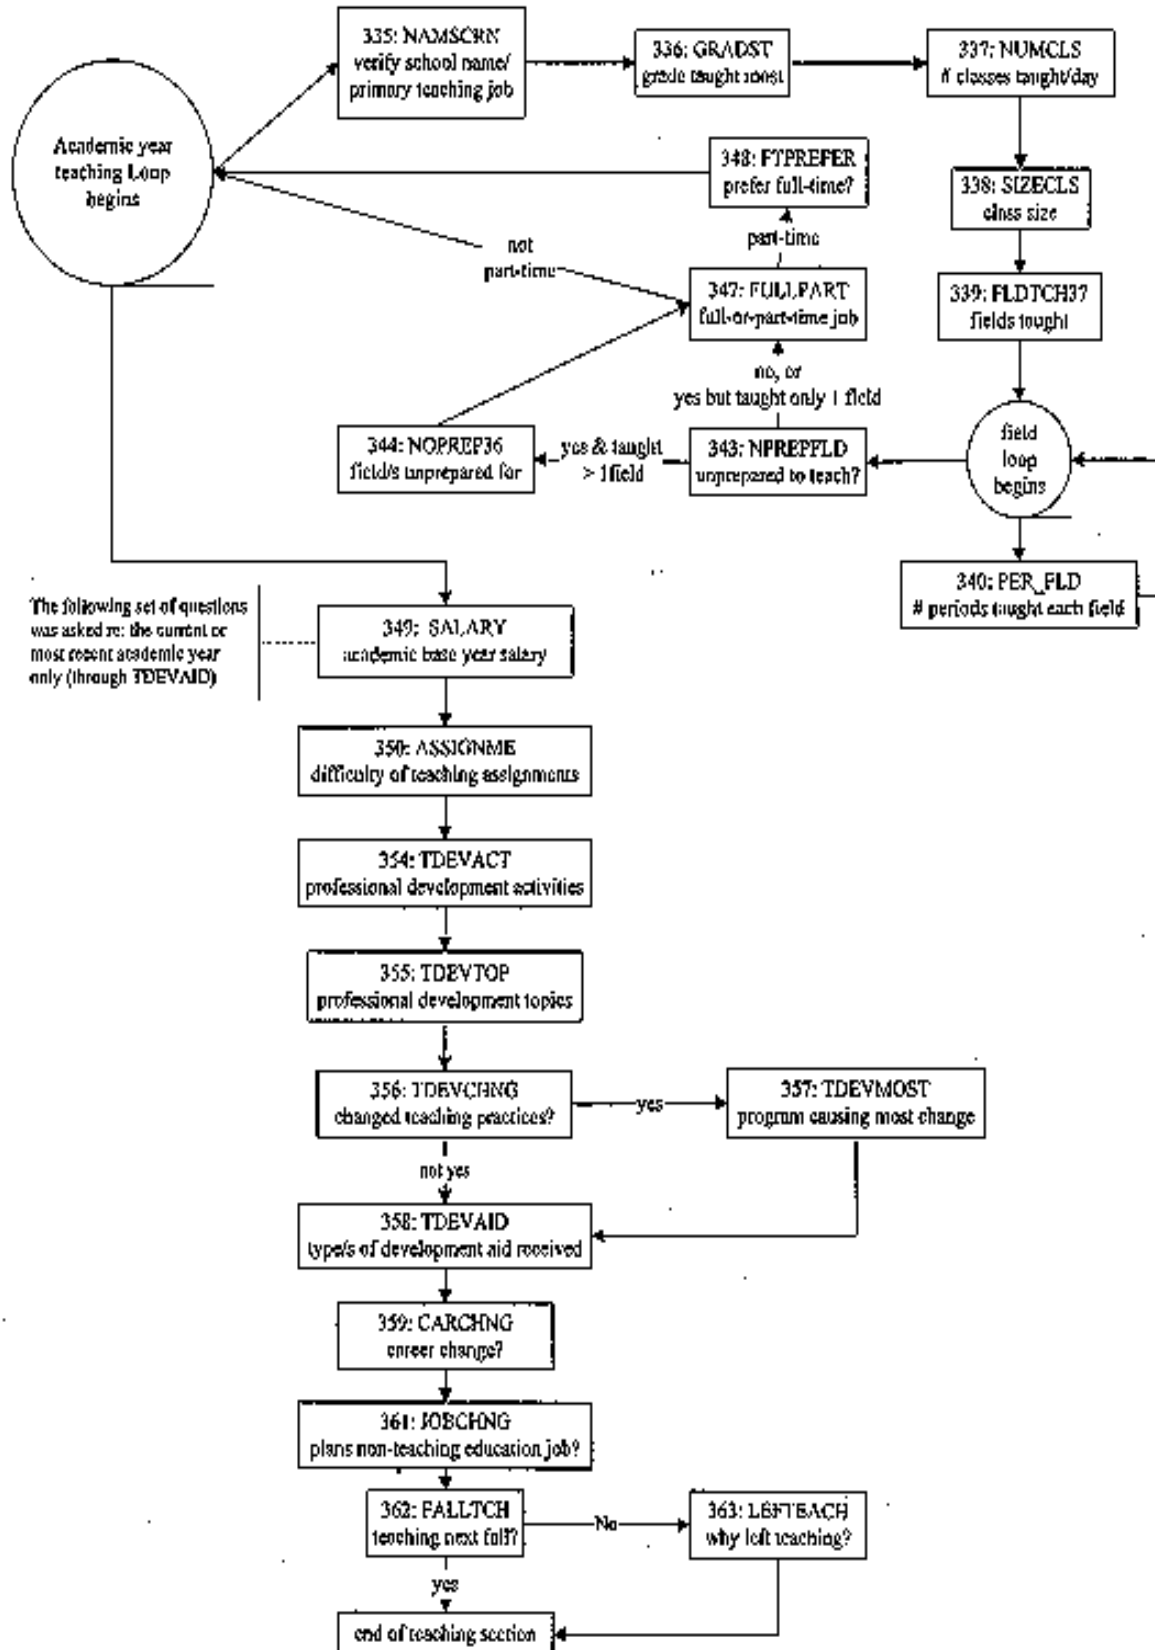 335: NAMSCRN
verify school name/
primary teaching job
336: GRADST
grade taught most
337: NUMCLS
# classes taught/day
Academic year
teaching Loop
begins
348: FTPREFER
prefer full-time?
338: SIZECLS
class size
part-time
not
part-time
347: FULLPART
full-or-part-time job
339: FLDTCH37
fields tought
no, or
yes but taught only 1 field
344: NOPREP36
field/s unprepared for
yes & taught
> 1field
343: NPREPFLD
unprepared to teach?
field
loop
begins
340: PER_FLD
# periods taught each field
The following set of questions
was asked re: the current or
most recent academic year
only (through TDEVAID)
349: SALARY
academic base year salary
350: ASSIGNME
difficulty of teaching assignments
354: TDEVACT
professional development activities
355: TDEVTOP
professional development topics
356: TDEVCHNG
changed teaching practices?
yes
357: TDEVMOST
program causing most change
not yes
358: TDEVAID
type/s of development aid received
359: CARCHNG
career change?
361: JOBCHNG
plans non-teaching education job?
362: FALLTCH
teaching next fall?
No
363: LEFTEACH
why left teaching?
yes
end of teaching section